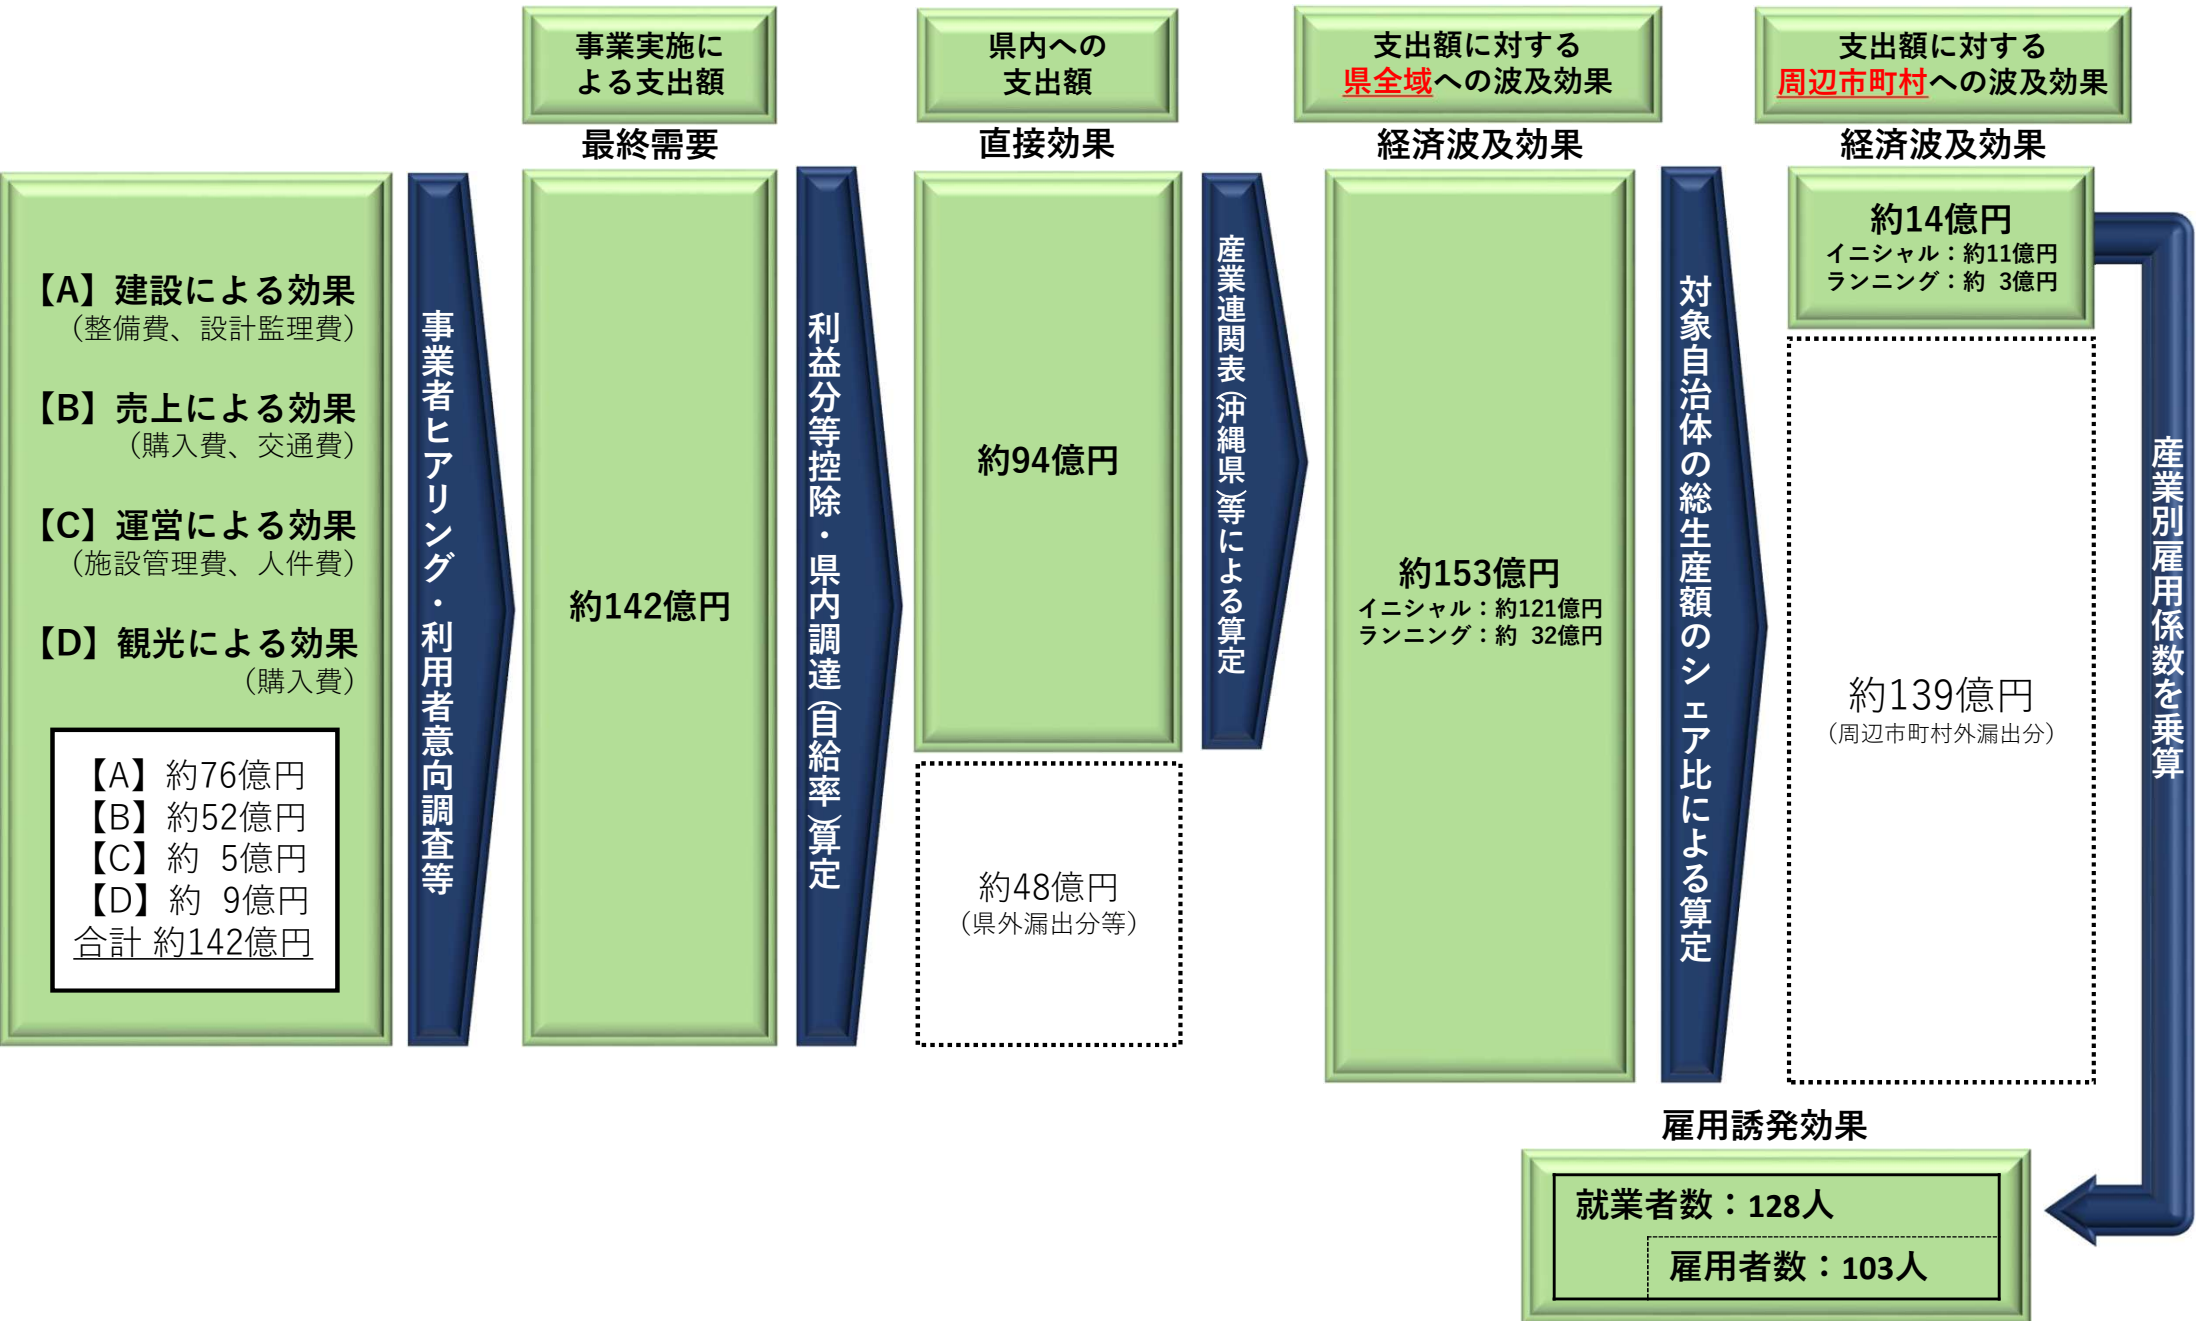 事業実施に
よる支出額
最終需要
県内への
支出額
直接効果
支出額に対する
県全域への波及効果
経済波及効果
支出額に対する
周辺市町村への波及効果
経済波及効果
【A】建設による効果
（整備費、設計監理費）
【B】売上による効果
（購入費、交通費）
【C】運営による効果
（施設管理費、人件費）
【D】観光による効果
（購入費）
【A】約76億円
【B】約52億円
【C】約 5億円
【D】約 9億円
合計 約142億円
事業者ヒアリング・利用者意向調査等
約142億円
利益分等控除・県内調達（自給率）算定
約94億円
約48億円
（県外漏出分等）
産業連関表（沖縄県）等による算定
約153億円
イニシャル：約121億円
ランニング：約 32億円
対象自治体の総生産額のシェア比による算定
約14億円
イニシャル：約11億円
ランニング：約 3億円
約139億円
（周辺市町村外漏出分）
産業別雇用係数を乗算
雇用誘発効果
就業者数：128人
雇用者数：103人